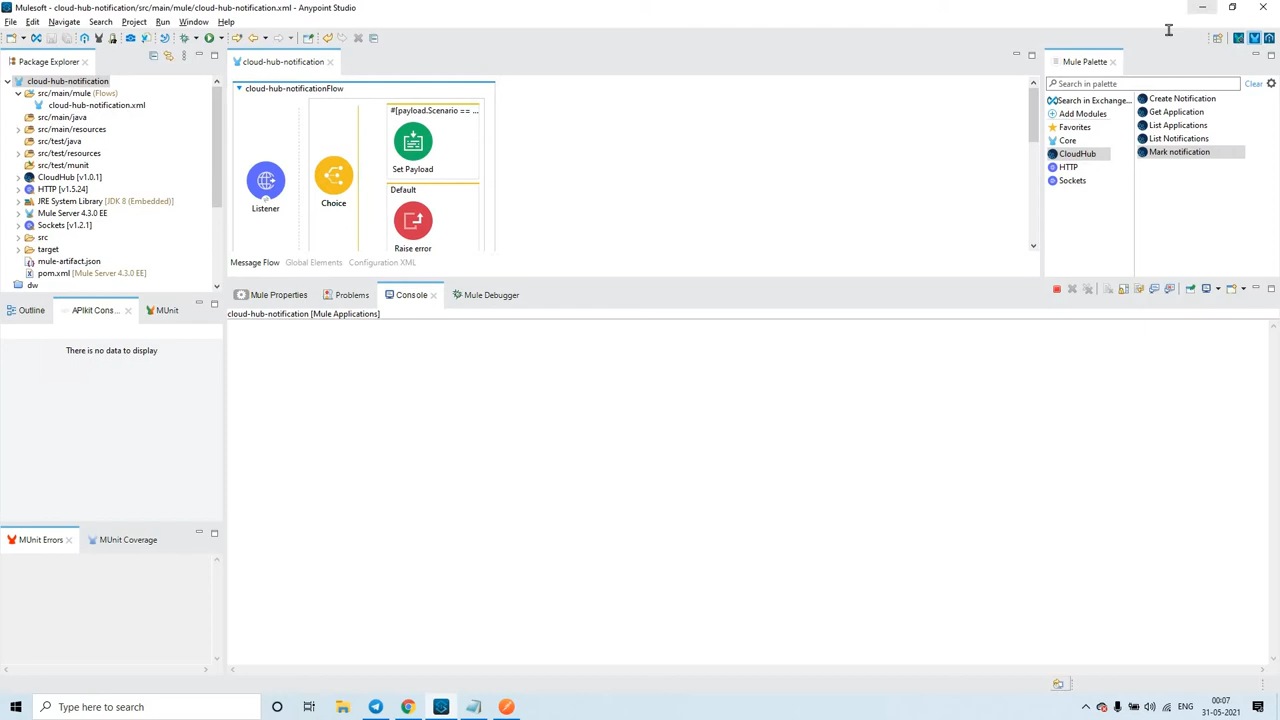 Mulesoft - cloud-hub-notification/src/main/mule/cloud-hub-notification.xml - Anypoint Studio
File Edit Navigate Search Project Run Window Help
Package Explorer
cloud-hub-notification
src/main/mule (Flows)
cloud-hub-notification.xml
src/main/java
src/main/resources
src/test/java
src/test/resources
src/test/munit
CloudHub [v1.0.1]
HTTP [v1.5.24]
JRE System Library [JDK 8 (Embedded)]
Mule Server 4.3.0 EE
Sockets [v1.2.1]
src
target
mule-artifact.json
pom.xml [Mule Server 4.3.0 EE]
dw
cloud-hub-notification
cloud-hub-notificationFlow
Listener
Choice
#[payload.Scenario == ...
Set Payload
Default
Raise error
Message Flow Global Elements Configuration XML
Mule Palette
Search in palette
Clear
Search in Exchange...
Add Modules
Favorites
Core
CloudHub
HTTP
Sockets
Create Notification
Get Application
List Applications
List Notifications
Mark notification
Outline APIkit Cons... MUnit
There is no data to display
Mule Properties Problems Console Mule Debugger
cloud-hub-notification [Mule Applications]
MUnit Errors MUnit Coverage
Type here to search
ENG
00:07
31-05-2021